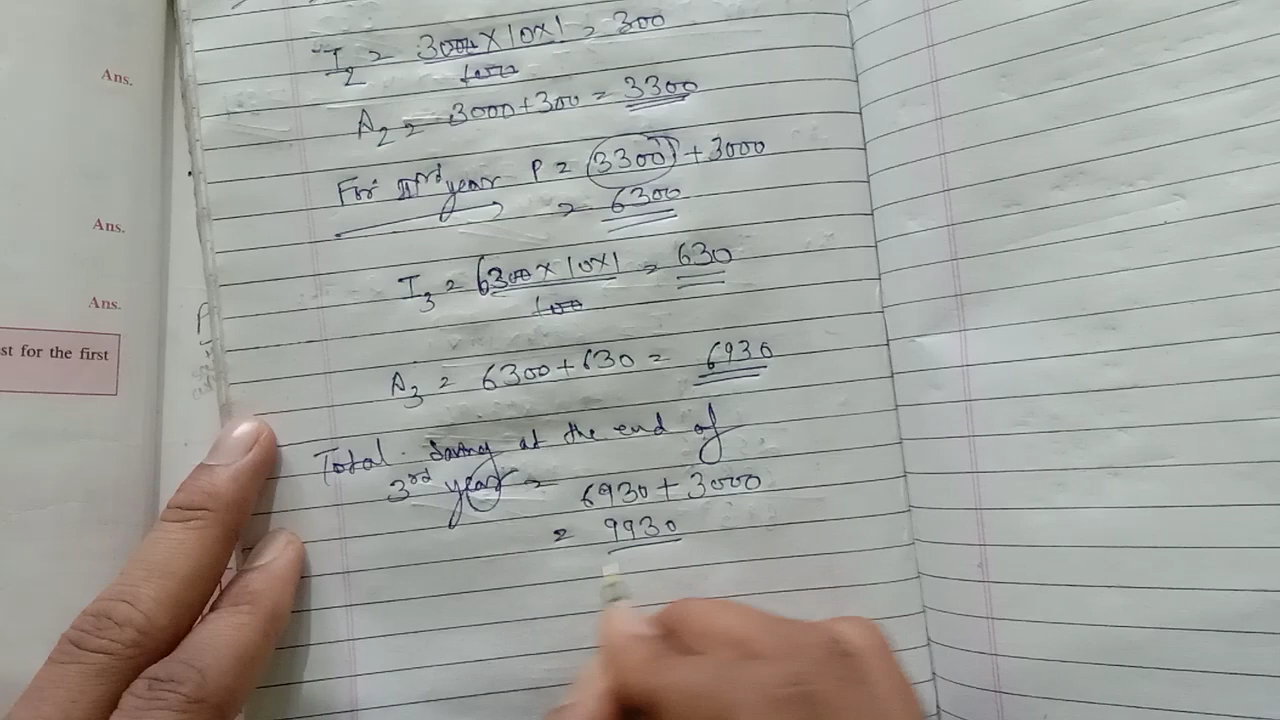 I2 = 3000 × 10 × 1 = 300
100
A2 = 3000 + 300 = 3300
For IIIrd year P = 3300 + 3000
= 6300
I3 = 6300 × 10 × 1 = 630
100
A3 = 6300 + 630 = 6930
Total saving at the end of
3rd year = 6930 + 3000
= 9930
Ans.
Ans.
Ans.
st for the first